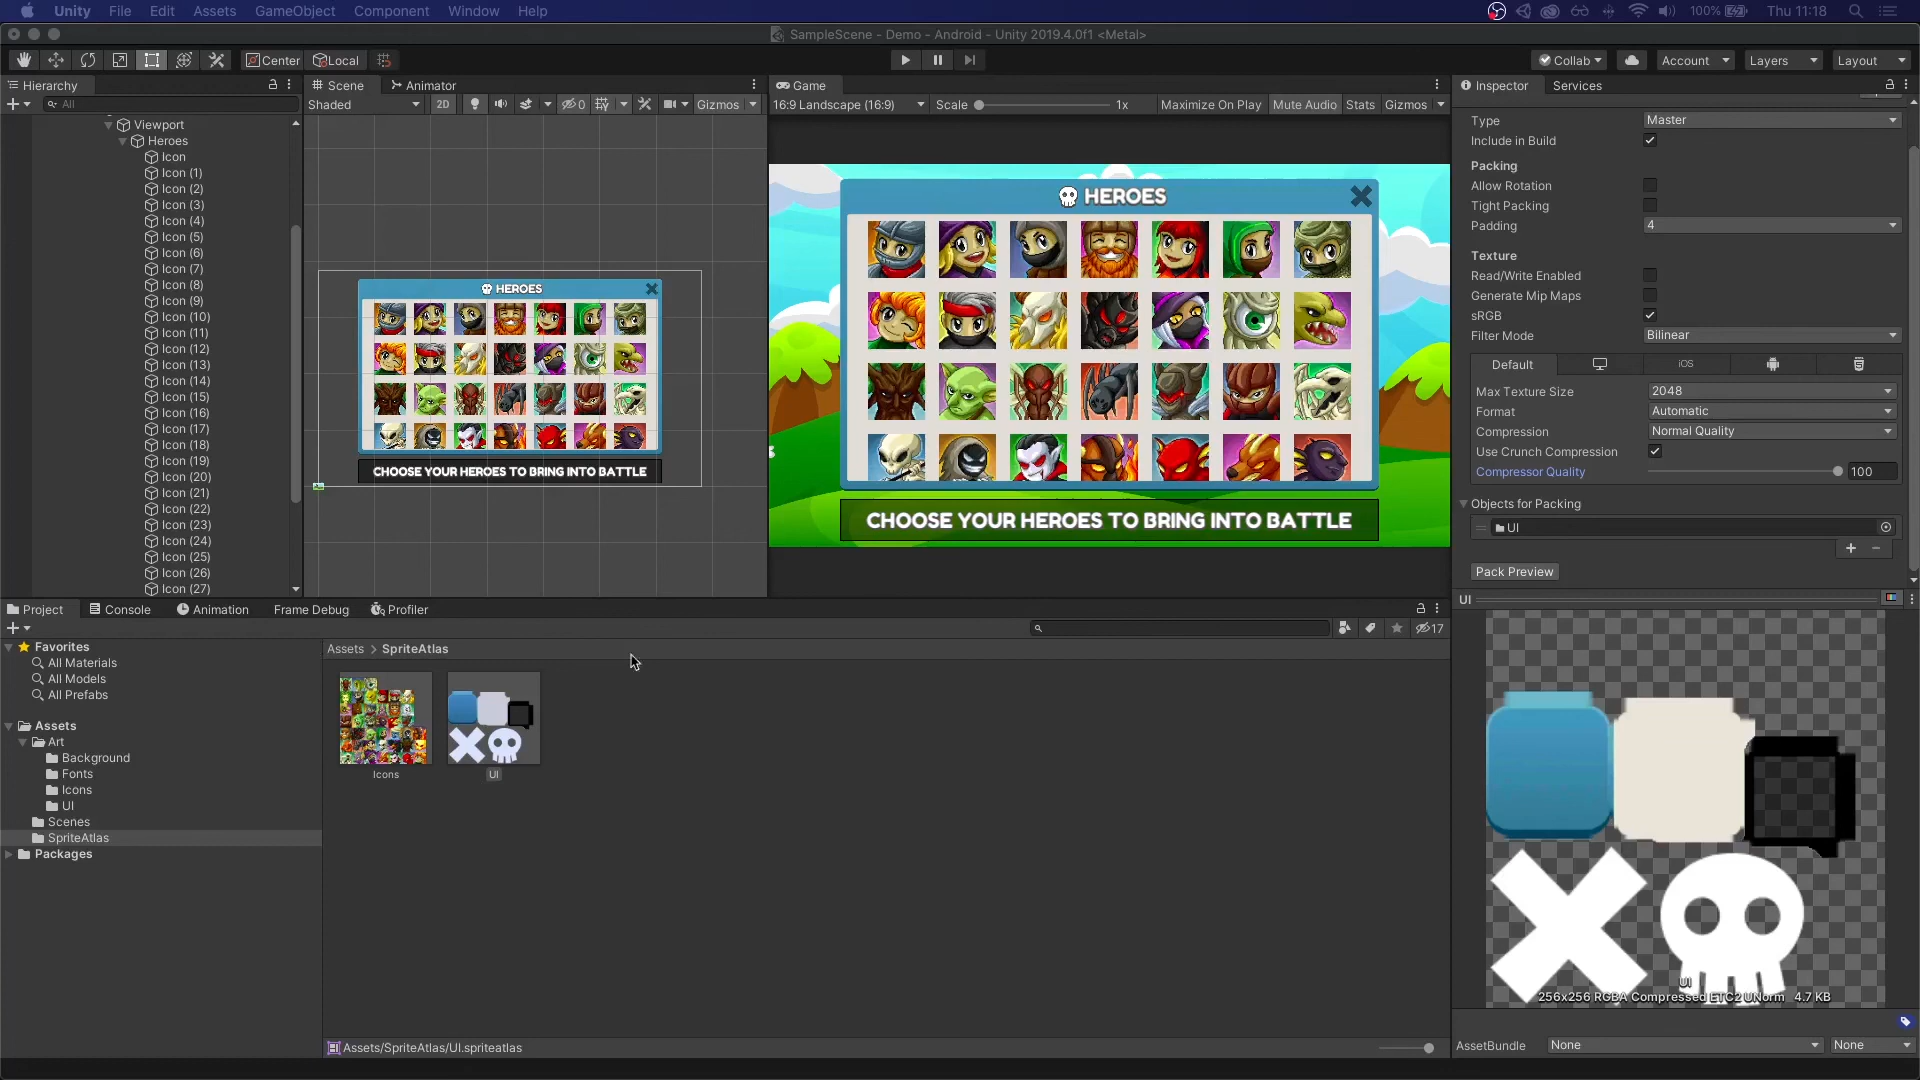 Unity File Edit Assets GameObject Component Window Help
100% Thu 11:18
SampleScene - Demo - Android - Unity 2019.4.0f1 <Metal>
Center Local
Collab Account Layers Layout
Hierarchy
All
Viewport
Heroes
Icon
Icon (1)
Icon (2)
Icon (3)
Icon (4)
Icon (5)
Icon (6)
Icon (7)
Icon (8)
Icon (9)
Icon (10)
Icon (11)
Icon (12)
Icon (13)
Icon (14)
Icon (15)
Icon (16)
Icon (17)
Icon (18)
Icon (19)
Icon (20)
Icon (21)
Icon (22)
Icon (23)
Icon (24)
Icon (25)
Icon (26)
Icon (27)
Scene Animator
Shaded 2D 0 Gizmos
HEROES
CHOOSE YOUR HEROES TO BRING INTO BATTLE
Game
16:9 Landscape (16:9) Scale 1x Maximize On Play Mute Audio Stats Gizmos
HEROES
CHOOSE YOUR HEROES TO BRING INTO BATTLE
Inspector Services
Type Master
Include in Build
Packing
Allow Rotation
Tight Packing
Padding 4
Texture
Read/Write Enabled
Generate Mip Maps
sRGB
Filter Mode Bilinear
Default iOS
Max Texture Size 2048
Format Automatic
Compression Normal Quality
Use Crunch Compression
Compressor Quality 100
Objects for Packing
UI
Pack Preview
UI
UI
256x256 RGBA Compressed ETC2 UNorm 4.7 KB
AssetBundle None None
Project Console Animation Frame Debug Profiler
17
Favorites
All Materials
All Models
All Prefabs
Assets
Art
Background
Fonts
Icons
UI
Scenes
SpriteAtlas
Packages
Assets > SpriteAtlas
Icons
UI
Assets/SpriteAtlas/UI.spriteatlas